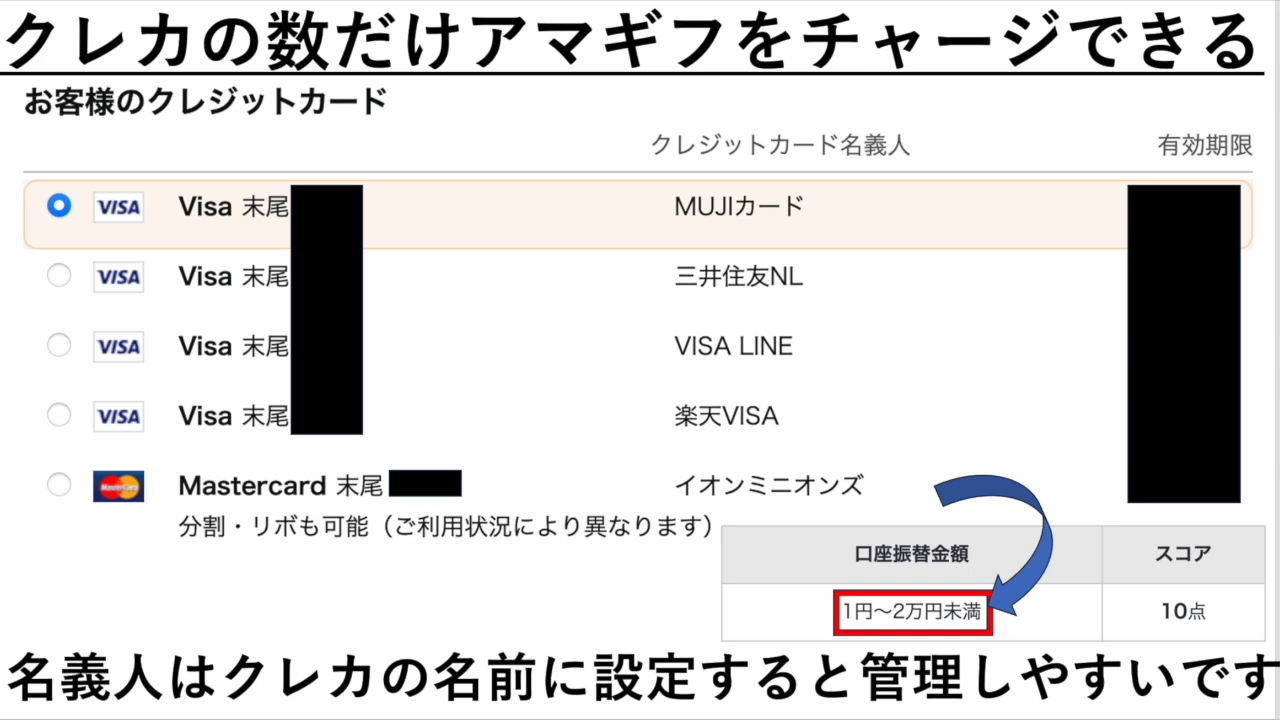 クレカの数だけアマギフをチャージできる
お客様のクレジットカード
クレジットカード名義人 有効期限
VISA Visa 末尾 MUJIカード
VISA Visa 末尾 三井住友NL
VISA Visa 末尾 VISA LINE
VISA Visa 末尾 楽天VISA
MasterCard Mastercard 末尾 イオンミニオンズ
分割・リボも可能（ご利用状況により異なります）
口座振替金額 スコア
1円〜2万円未満 10点
名義人はクレカの名前に設定すると管理しやすいです